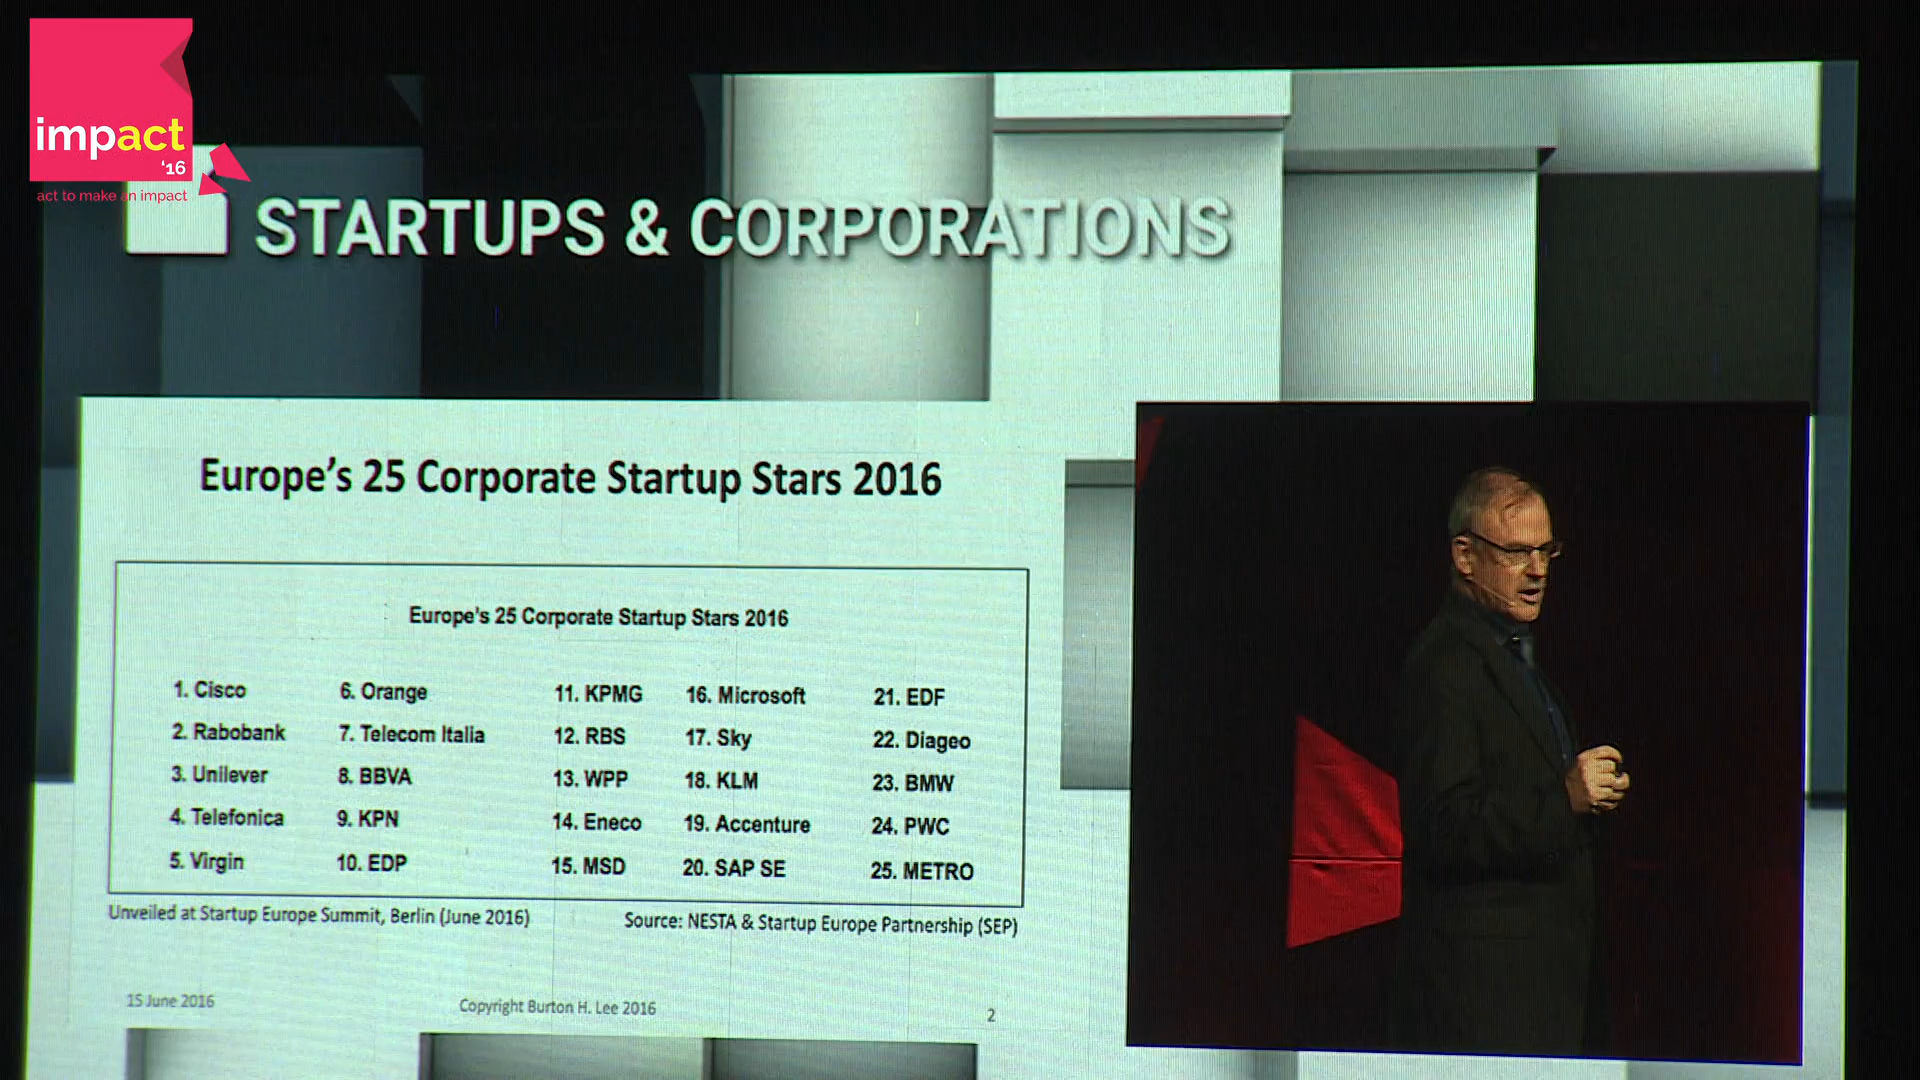 impact
'16
act to make an impact
STARTUPS & CORPORATIONS
Europe's 25 Corporate Startup Stars 2016
Europe's 25 Corporate Startup Stars 2016
1. Cisco 6. Orange 11. KPMG 16. Microsoft 21. EDF
2. Rabobank 7. Telecom Italia 12. RBS 17. Sky 22. Diageo
3. Unilever 8. BBVA 13. WPP 18. KLM 23. BMW
4. Telefonica 9. KPN 14. Eneco 19. Accenture 24. PWC
5. Virgin 10. EDP 15. MSD 20. SAP SE 25. METRO
Unveiled at Startup Europe Summit, Berlin (June 2016) Source: NESTA & Startup Europe Partnership (SEP)
15 June 2016 Copyright Burton H. Lee 2016 2